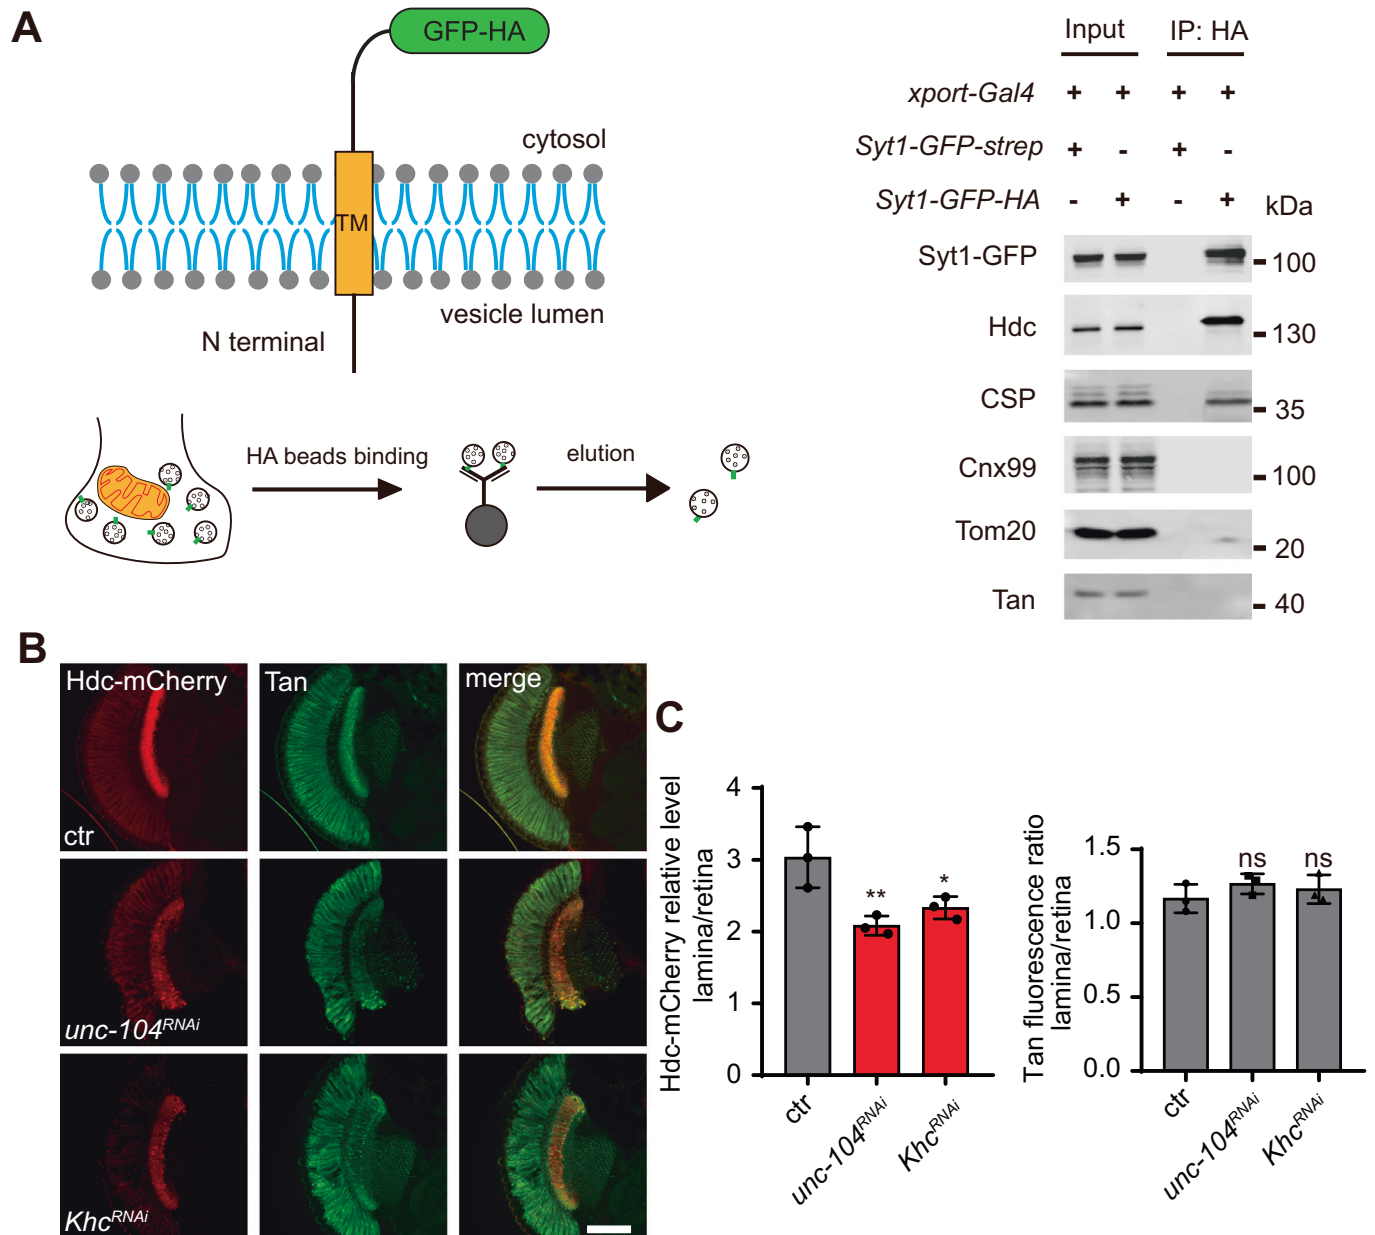 A
GFP-HA
cytosol
TM
vesicle lumen
N terminal
HA beads binding
elution
Input IP: HA
xport-Gal4 + + + +
Syt1-GFP-strep + - + -
Syt1-GFP-HA - + - + kDa
Syt1-GFP 100
Hdc 130
CSP 35
Cnx99 100
Tom20 20
Tan 40
B
Hdc-mCherry Tan merge
ctr
unc-104RNAi
KhcRNAi
C
Hdc-mCherry relative level
lamina/retina
4
3
2
1
0
** *
ctr unc-104RNAi KhcRNAi
Tan fluorescence ratio
lamina/retina
1.5
1.0
0.5
0.0
ns ns
ctr unc-104RNAi KhcRNAi